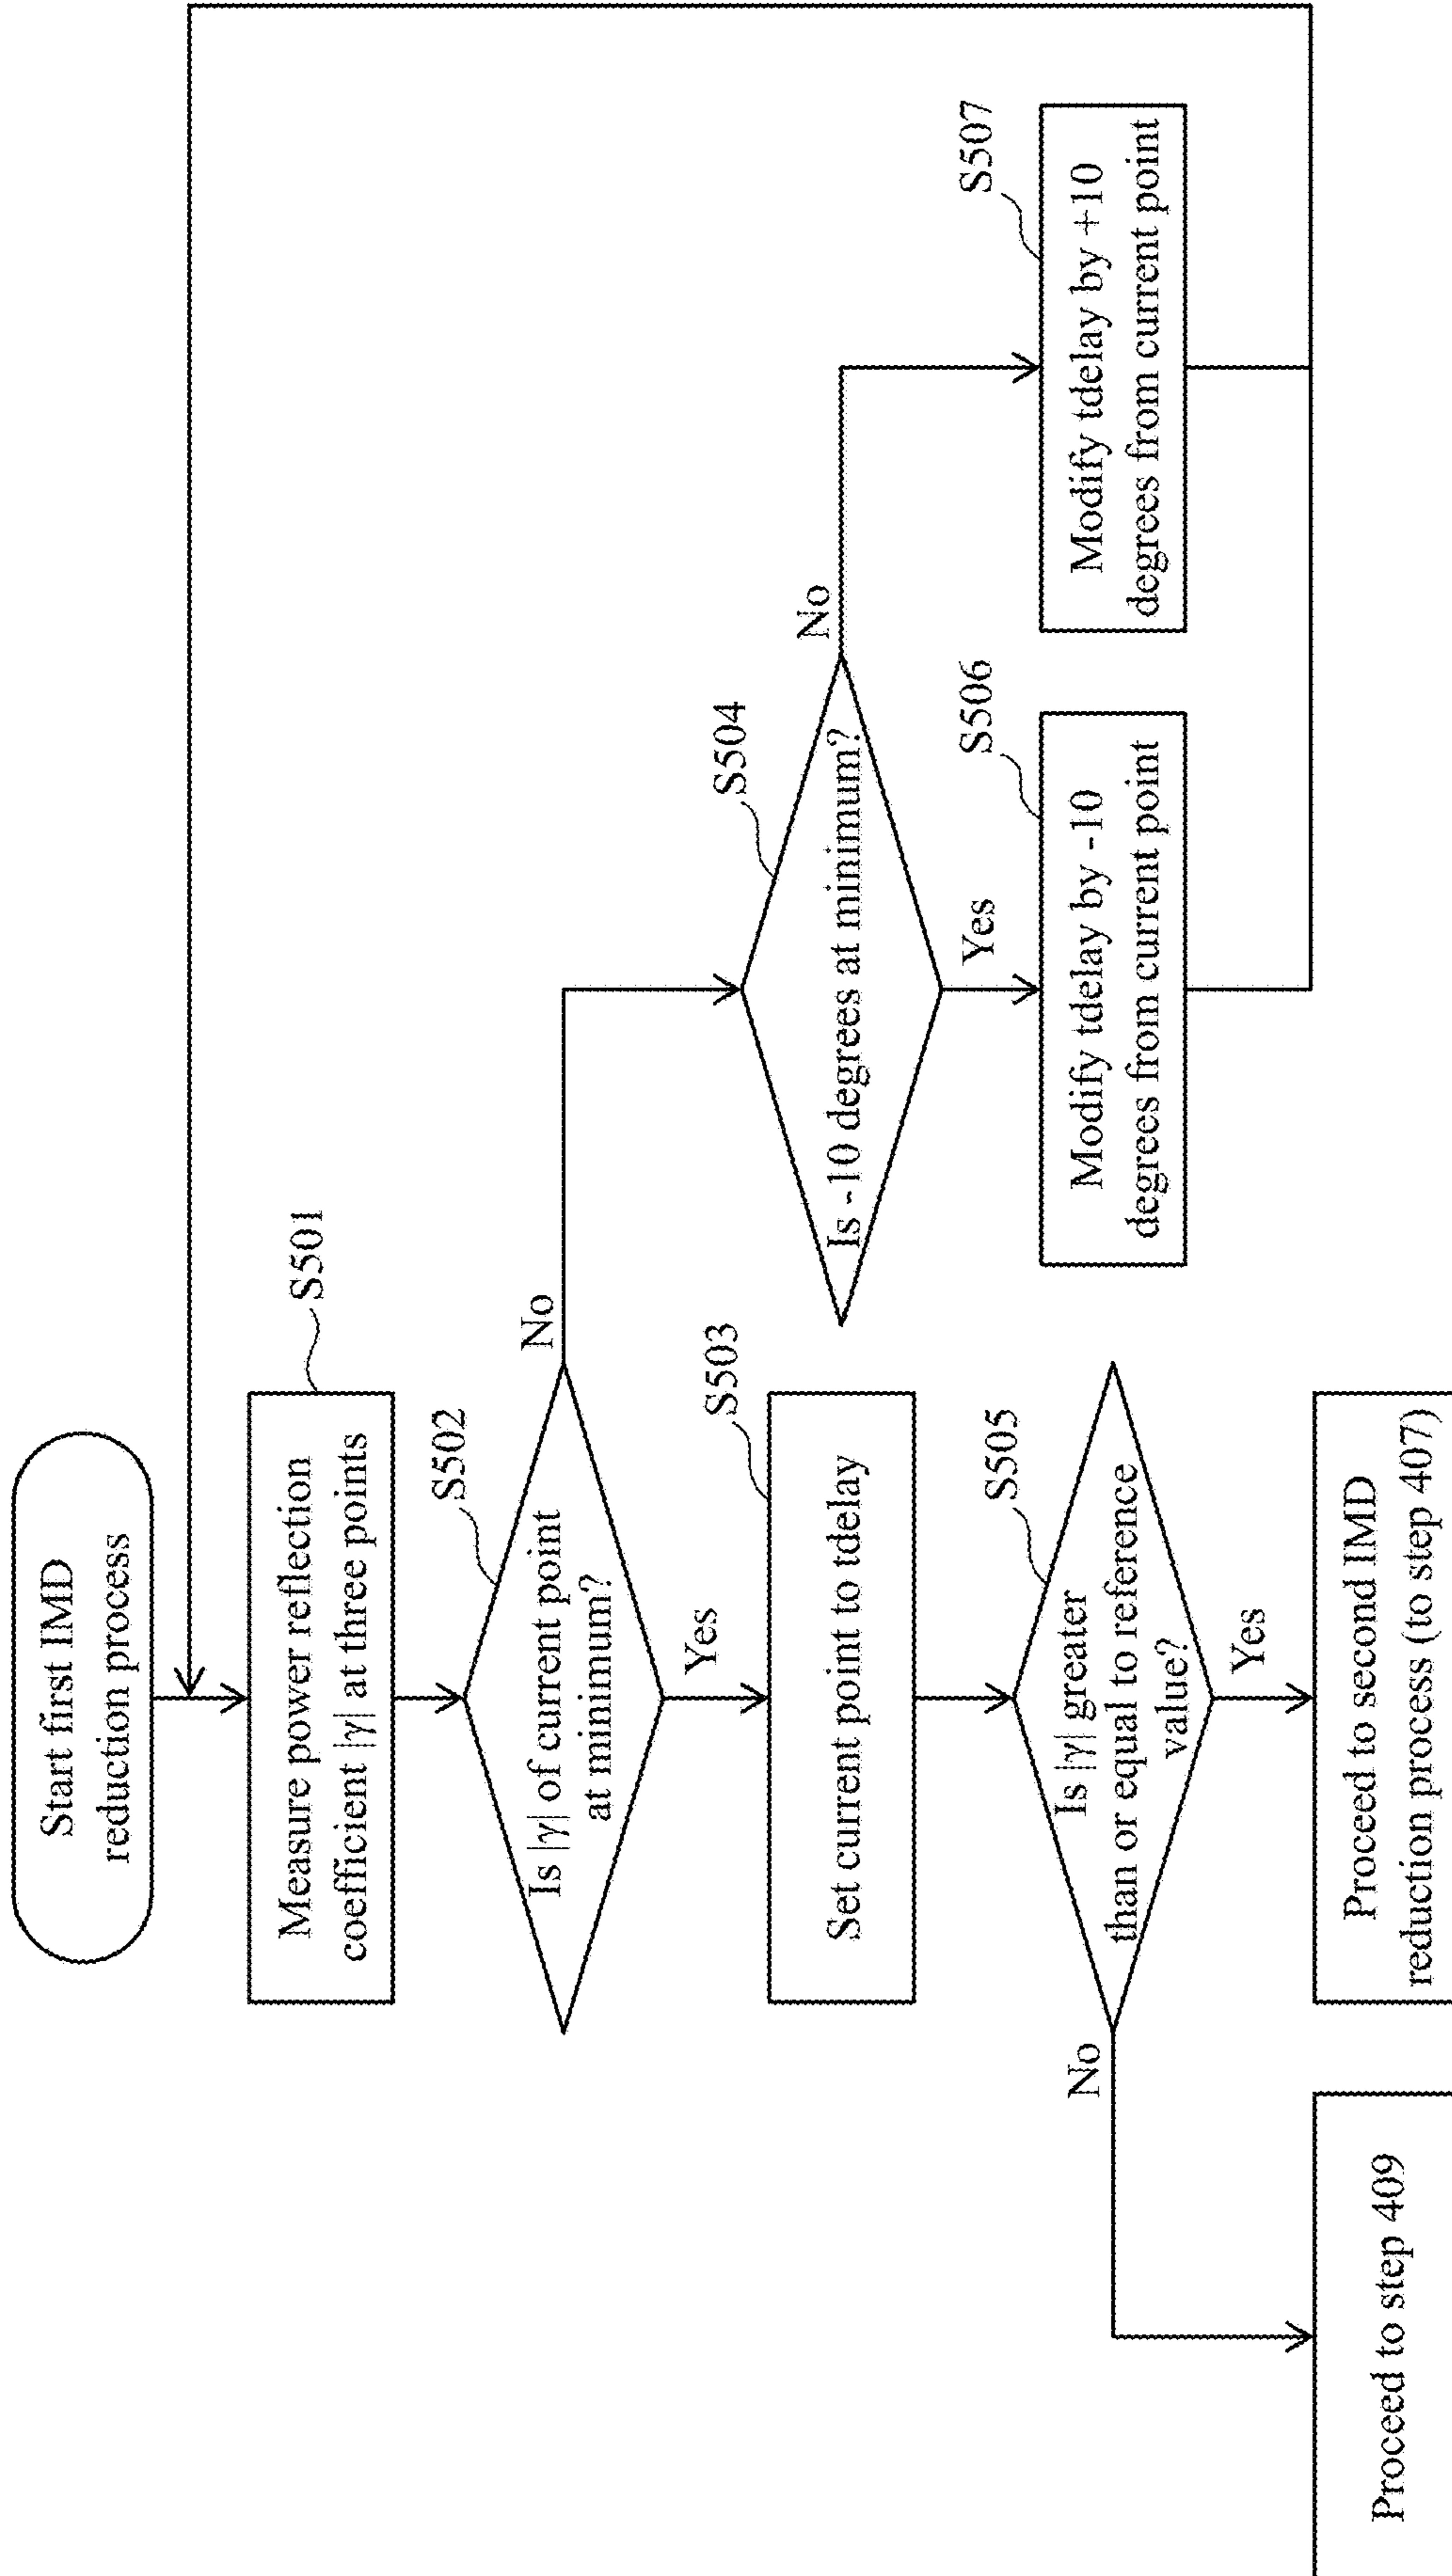 Start first IMD
reduction process
Measure power reflection
coefficient |γ| at three points
S501
Is |γ| of current point
at minimum?
S502
No
Yes
Set current point to tdelay
S503
Is -10 degrees at minimum?
S504
No
Yes
Is |γ| greater
than or equal to reference
value?
S505
No
Yes
Modify tdelay by -10
degrees from current point
S506
Modify tdelay by +10
degrees from current point
S507
Proceed to step 409
Proceed to second IMD
reduction process (to step 407)